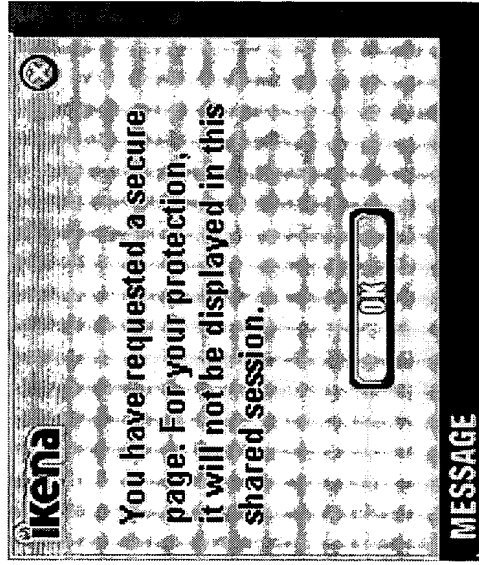 iKena
You have requested a secure
page. For your protection,
it will not be displayed in this
shared session.
OK
MESSAGE